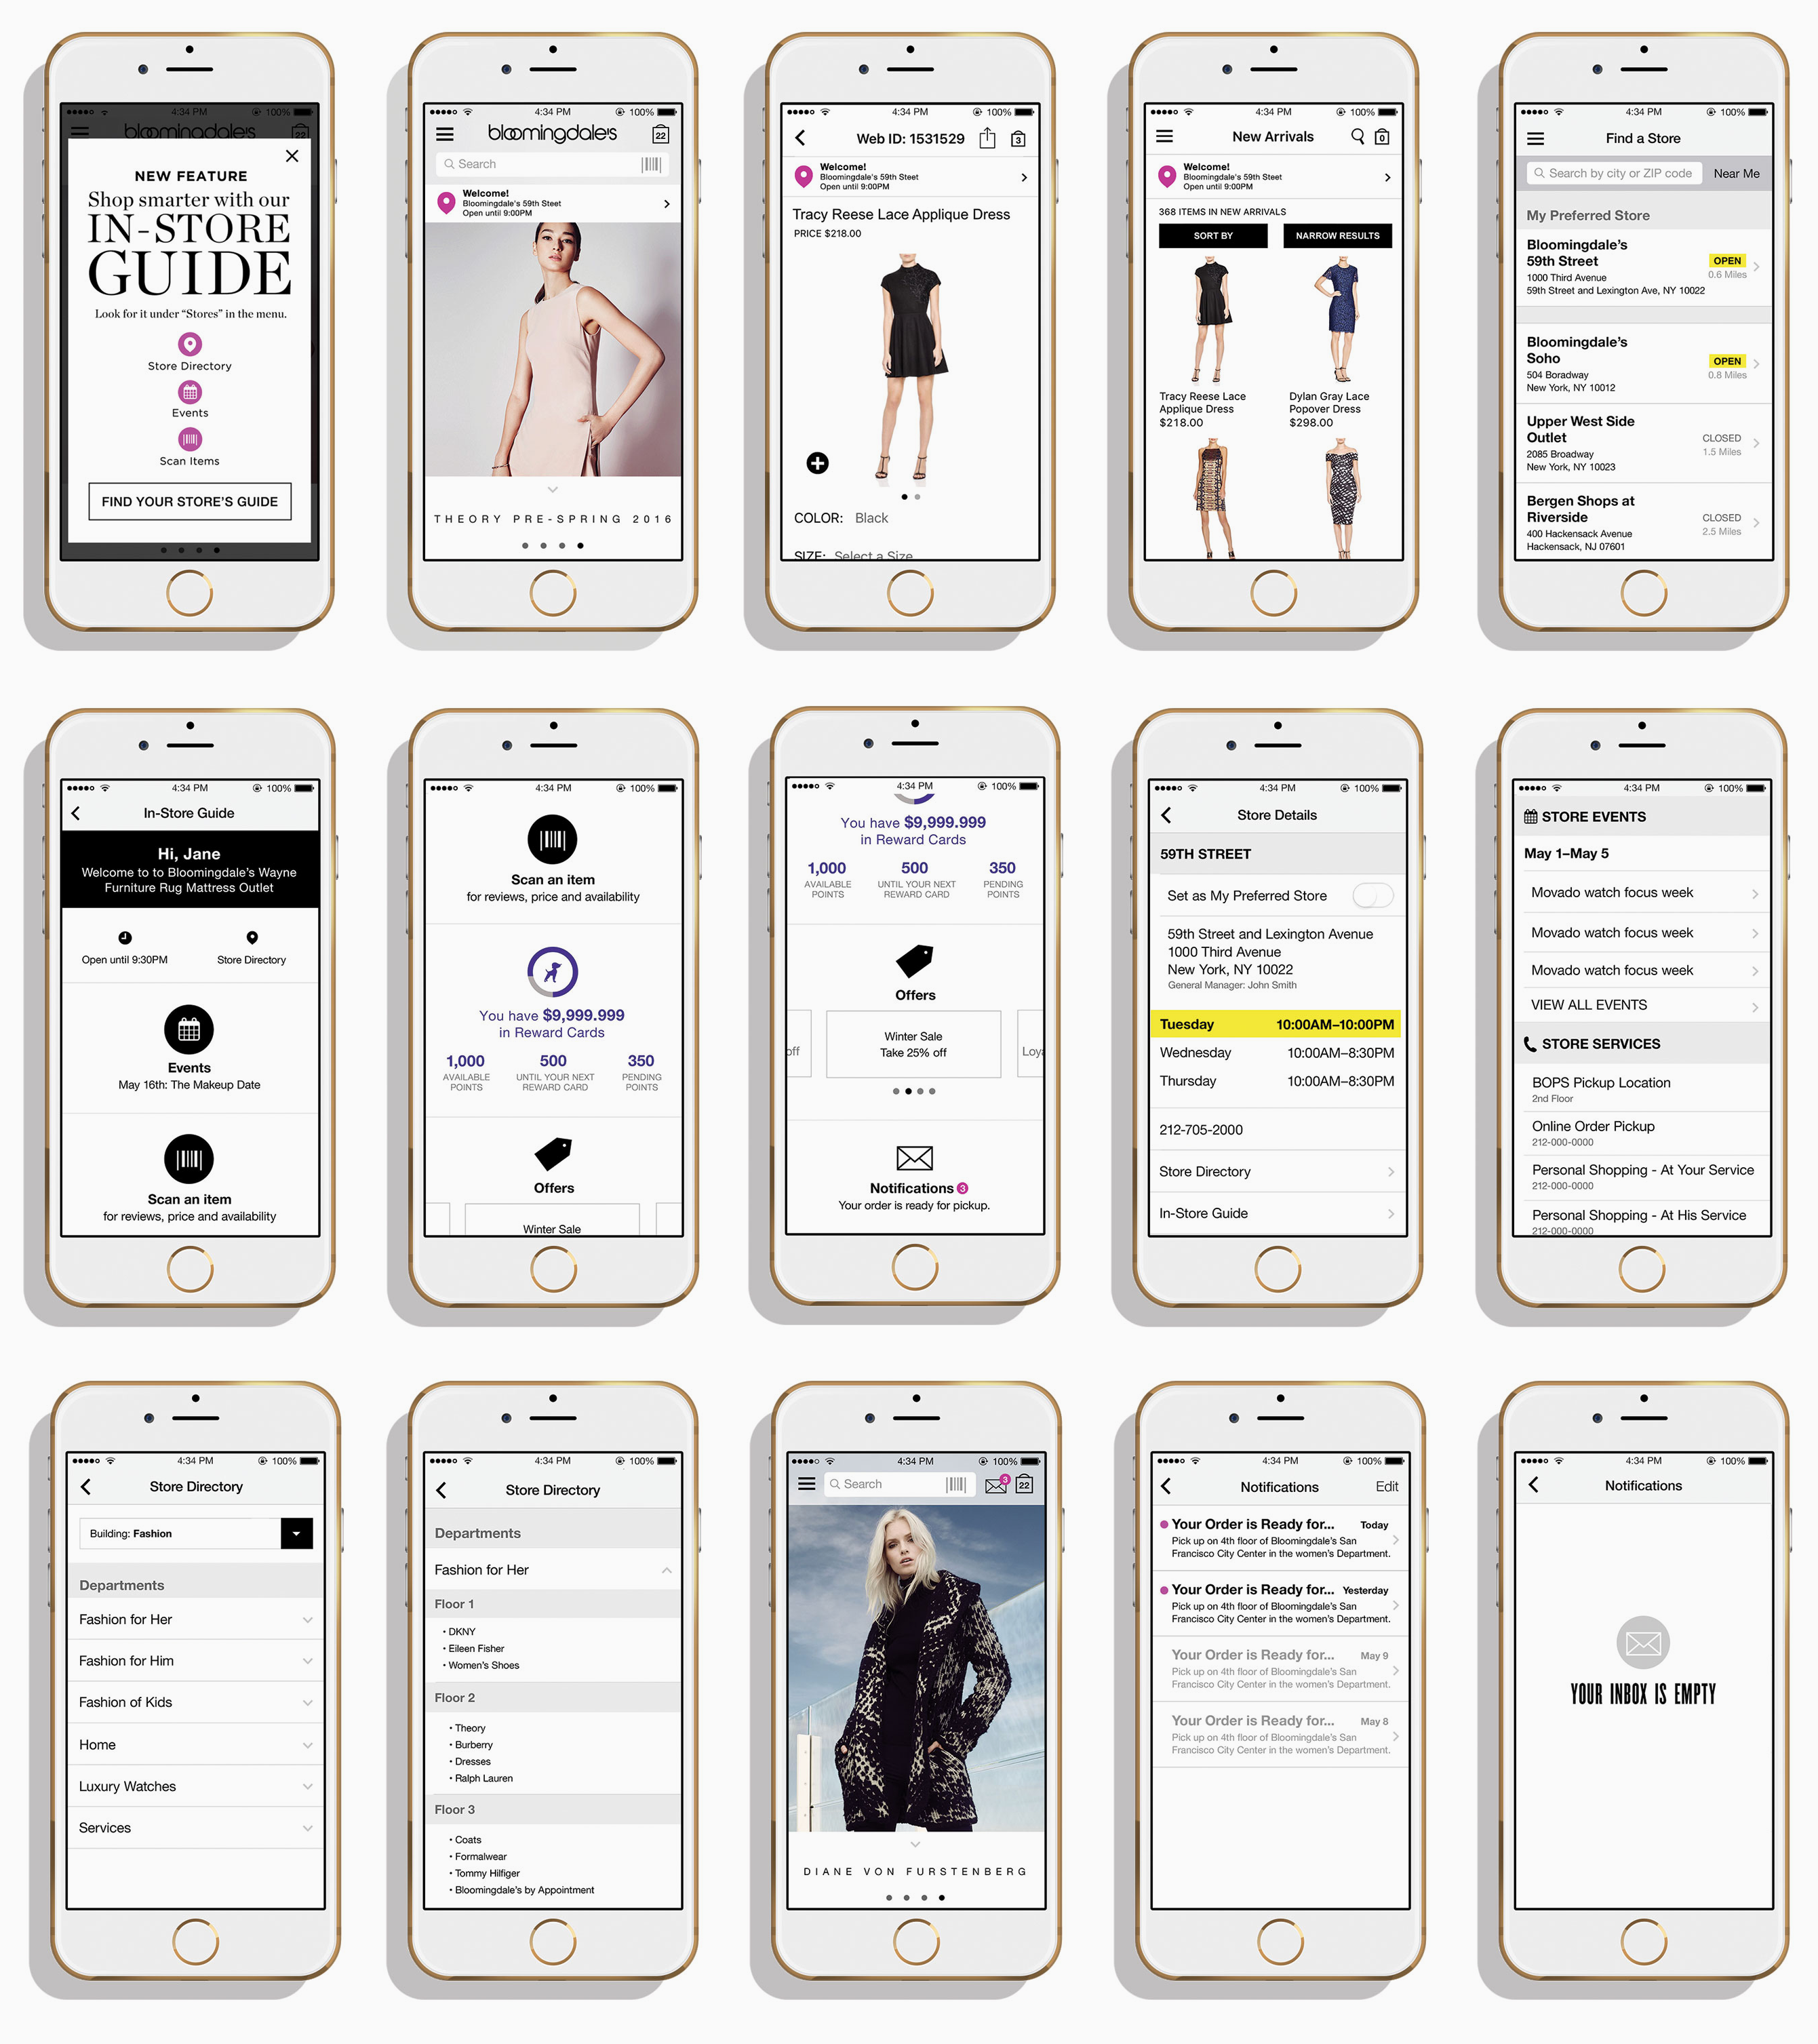 4:34 PM 100%
bloomingdale's 22
NEW FEATURE
Shop smarter with our
IN-STORE
GUIDE
Look for it under “Stores” in the menu.
Store Directory
Events
Scan Items
FIND YOUR STORE'S GUIDE
4:34 PM 100%
bloomingdale's 22
Search
Welcome!
Bloomingdale's 59th Steet
Open until 9:00PM
THEORY PRE-SPRING 2016
4:34 PM 100%
Web ID: 1531529 3
Welcome!
Bloomingdale's 59th Steet
Open until 9:00PM
Tracy Reese Lace Applique Dress
PRICE $218.00
COLOR: Black
SIZE: Select a Size
4:34 PM 100%
New Arrivals 0
Welcome!
Bloomingdale's 59th Steet
Open until 9:00PM
368 ITEMS IN NEW ARRIVALS
SORT BY NARROW RESULTS
Tracy Reese Lace
Applique Dress
$218.00
Dylan Gray Lace
Popover Dress
$298.00
4:34 PM 100%
Find a Store
Search by city or ZIP code Near Me
My Preferred Store
Bloomingdale's
59th Street
1000 Third Avenue
59th Street and Lexington Ave, NY 10022
OPEN
0.6 Miles
Bloomingdale's
Soho
504 Boradway
New York, NY 10012
OPEN
0.8 Miles
Upper West Side
Outlet
2085 Broadway
New York, NY 10023
CLOSED
1.5 Miles
Bergen Shops at
Riverside
400 Hackensack Avenue
Hackensack, NJ 07601
CLOSED
2.5 Miles
4:34 PM 100%
In-Store Guide
Hi, Jane
Welcome to to Bloomingdale's Wayne
Furniture Rug Mattress Outlet
Open until 9:30PM
Store Directory
Events
May 16th: The Makeup Date
Scan an item
for reviews, price and availability
4:34 PM 100%
Scan an item
for reviews, price and availability
You have $9,999.999
in Reward Cards
1,000 500 350
AVAILABLE UNTIL YOUR NEXT PENDING
POINTS REWARD CARD POINTS
Offers
Winter Sale
4:34 PM 100%
You have $9,999.999
in Reward Cards
1,000 500 350
AVAILABLE UNTIL YOUR NEXT PENDING
POINTS REWARD CARD POINTS
Offers
off
Winter Sale
Take 25% off
Loya
Notifications 3
Your order is ready for pickup.
4:34 PM 100%
Store Details
59TH STREET
Set as My Preferred Store
59th Street and Lexington Avenue
1000 Third Avenue
New York, NY 10022
General Manager: John Smith
Tuesday 10:00AM–10:00PM
Wednesday 10:00AM–8:30PM
Thursday 10:00AM–8:30PM
212-705-2000
Store Directory
In-Store Guide
4:34 PM 100%
STORE EVENTS
May 1–May 5
Movado watch focus week
Movado watch focus week
Movado watch focus week
VIEW ALL EVENTS
STORE SERVICES
BOPS Pickup Location
2nd Floor
Online Order Pickup
212-000-0000
Personal Shopping - At Your Service
212-000-0000
Personal Shopping - At His Service
212-000-0000
4:34 PM 100%
Store Directory
Building: Fashion
Departments
Fashion for Her
Fashion for Him
Fashion of Kids
Home
Luxury Watches
Services
4:34 PM 100%
Store Directory
Departments
Fashion for Her
Floor 1
• DKNY
• Eileen Fisher
• Women's Shoes
Floor 2
• Theory
• Burberry
• Dresses
• Ralph Lauren
Floor 3
• Coats
• Formalwear
• Tommy Hilfiger
• Bloomingdale's by Appointment
4:34 PM 100%
Search 3 22
DIANE VON FURSTENBERG
4:34 PM 100%
Notifications Edit
Your Order is Ready for... Today
Pick up on 4th floor of Bloomingdale's San
Francisco City Center in the women's Department.
Your Order is Ready for... Yesterday
Pick up on 4th floor of Bloomingdale's San
Francisco City Center in the women's Department.
Your Order is Ready for... May 9
Pick up on 4th floor of Bloomingdale's San
Francisco City Center in the women's Department.
Your Order is Ready for... May 8
Pick up on 4th floor of Bloomingdale's San
Francisco City Center in the women's Department.
4:34 PM 100%
Notifications
YOUR INBOX IS EMPTY